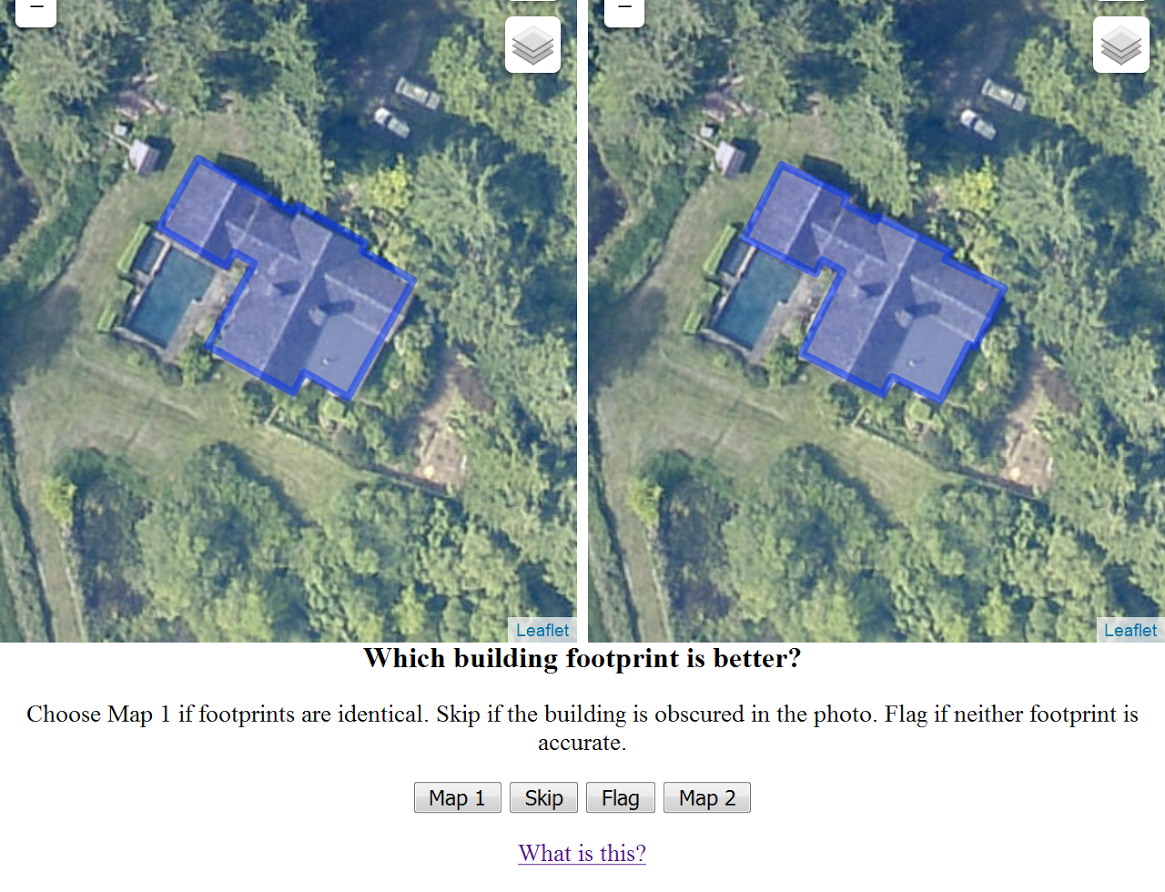 −
−
Leaflet
Leaflet
Which building footprint is better?
Choose Map 1 if footprints are identical. Skip if the building is obscured in the photo. Flag if neither footprint is
accurate.
Map 1 Skip Flag Map 2
What is this?